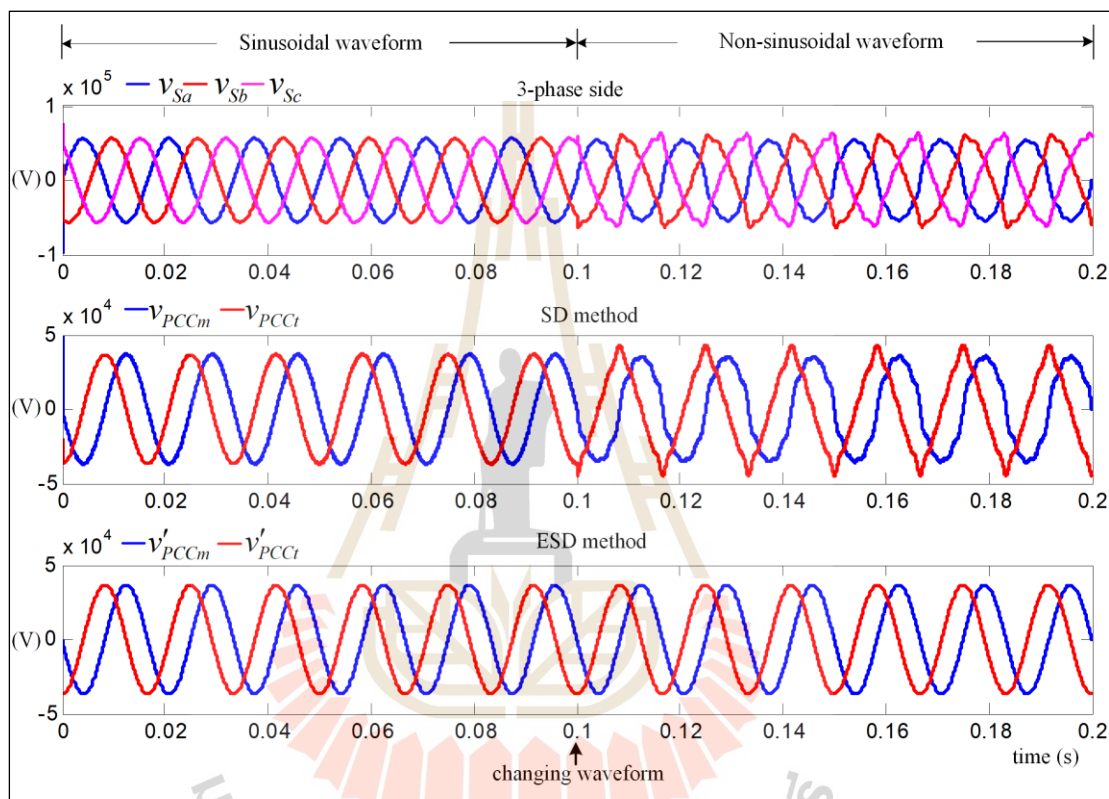 Sinusoidal waveform Non-sinusoidal waveform
x 10^5 v_Sa v_Sb v_Sc 3-phase side
1
(V) 0
-1
0 0.02 0.04 0.06 0.08 0.1 0.12 0.14 0.16 0.18 0.2
x 10^4 v_PCCm v_PCCt SD method
5
(V) 0
-5
0 0.02 0.04 0.06 0.08 0.1 0.12 0.14 0.16 0.18 0.2
x 10^4 v'_PCCm v'_PCCt ESD method
5
(V) 0
-5
0 0.02 0.04 0.06 0.08 0.1 0.12 0.14 0.16 0.18 0.2
time (s)
changing waveform